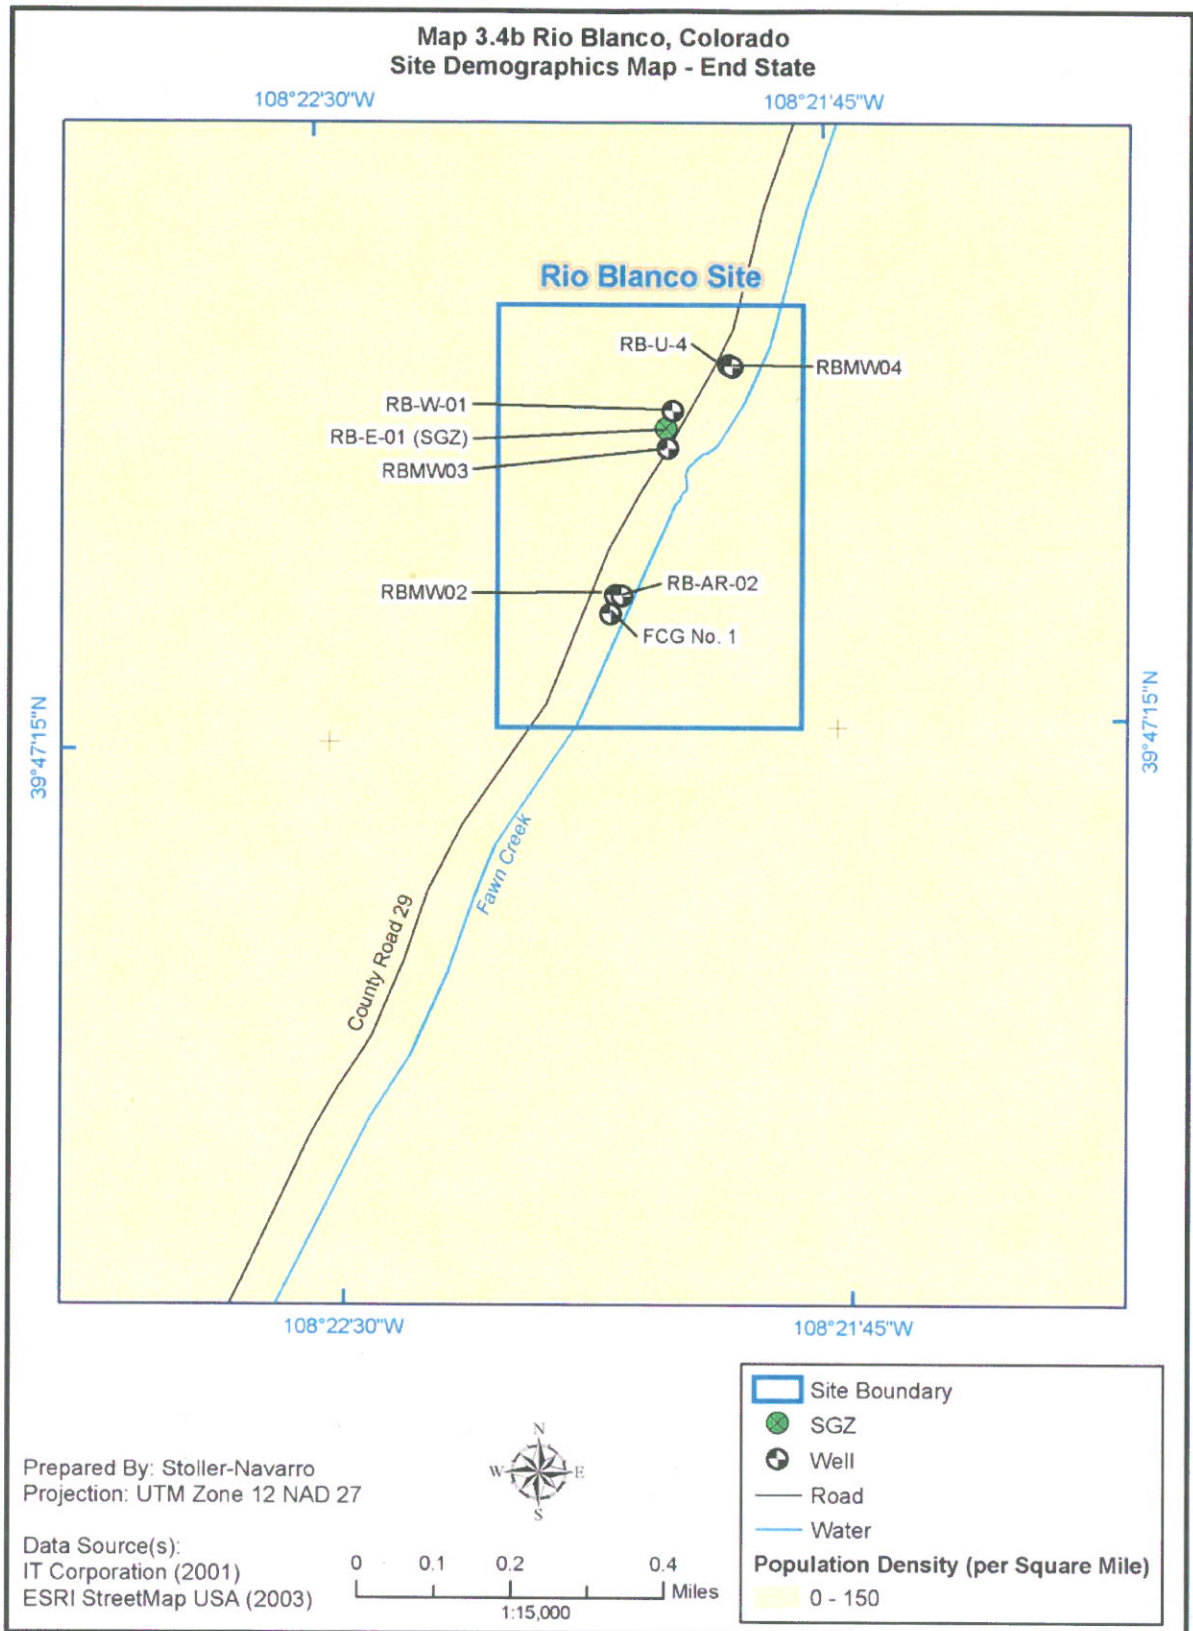 Map 3.4b Rio Blanco, Colorado
Site Demographics Map - End State
108°22'30"W
108°21'45"W
Rio Blanco Site
RB-U-4
RBMW04
RB-W-01
RB-E-01 (SGZ)
RBMW03
RBMW02
RB-AR-02
FCG No. 1
39°47'15"N
39°47'15"N
Fawn Creek
County Road 29
108°22'30"W
108°21'45"W
Site Boundary
SGZ
Well
Road
Water
Population Density (per Square Mile)
0 - 150
N
W
E
S
Prepared By: Stoller-Navarro
Projection: UTM Zone 12 NAD 27
Data Source(s):
IT Corporation (2001)
ESRI StreetMap USA (2003)
0 0.1 0.2 0.4
Miles
1:15,000